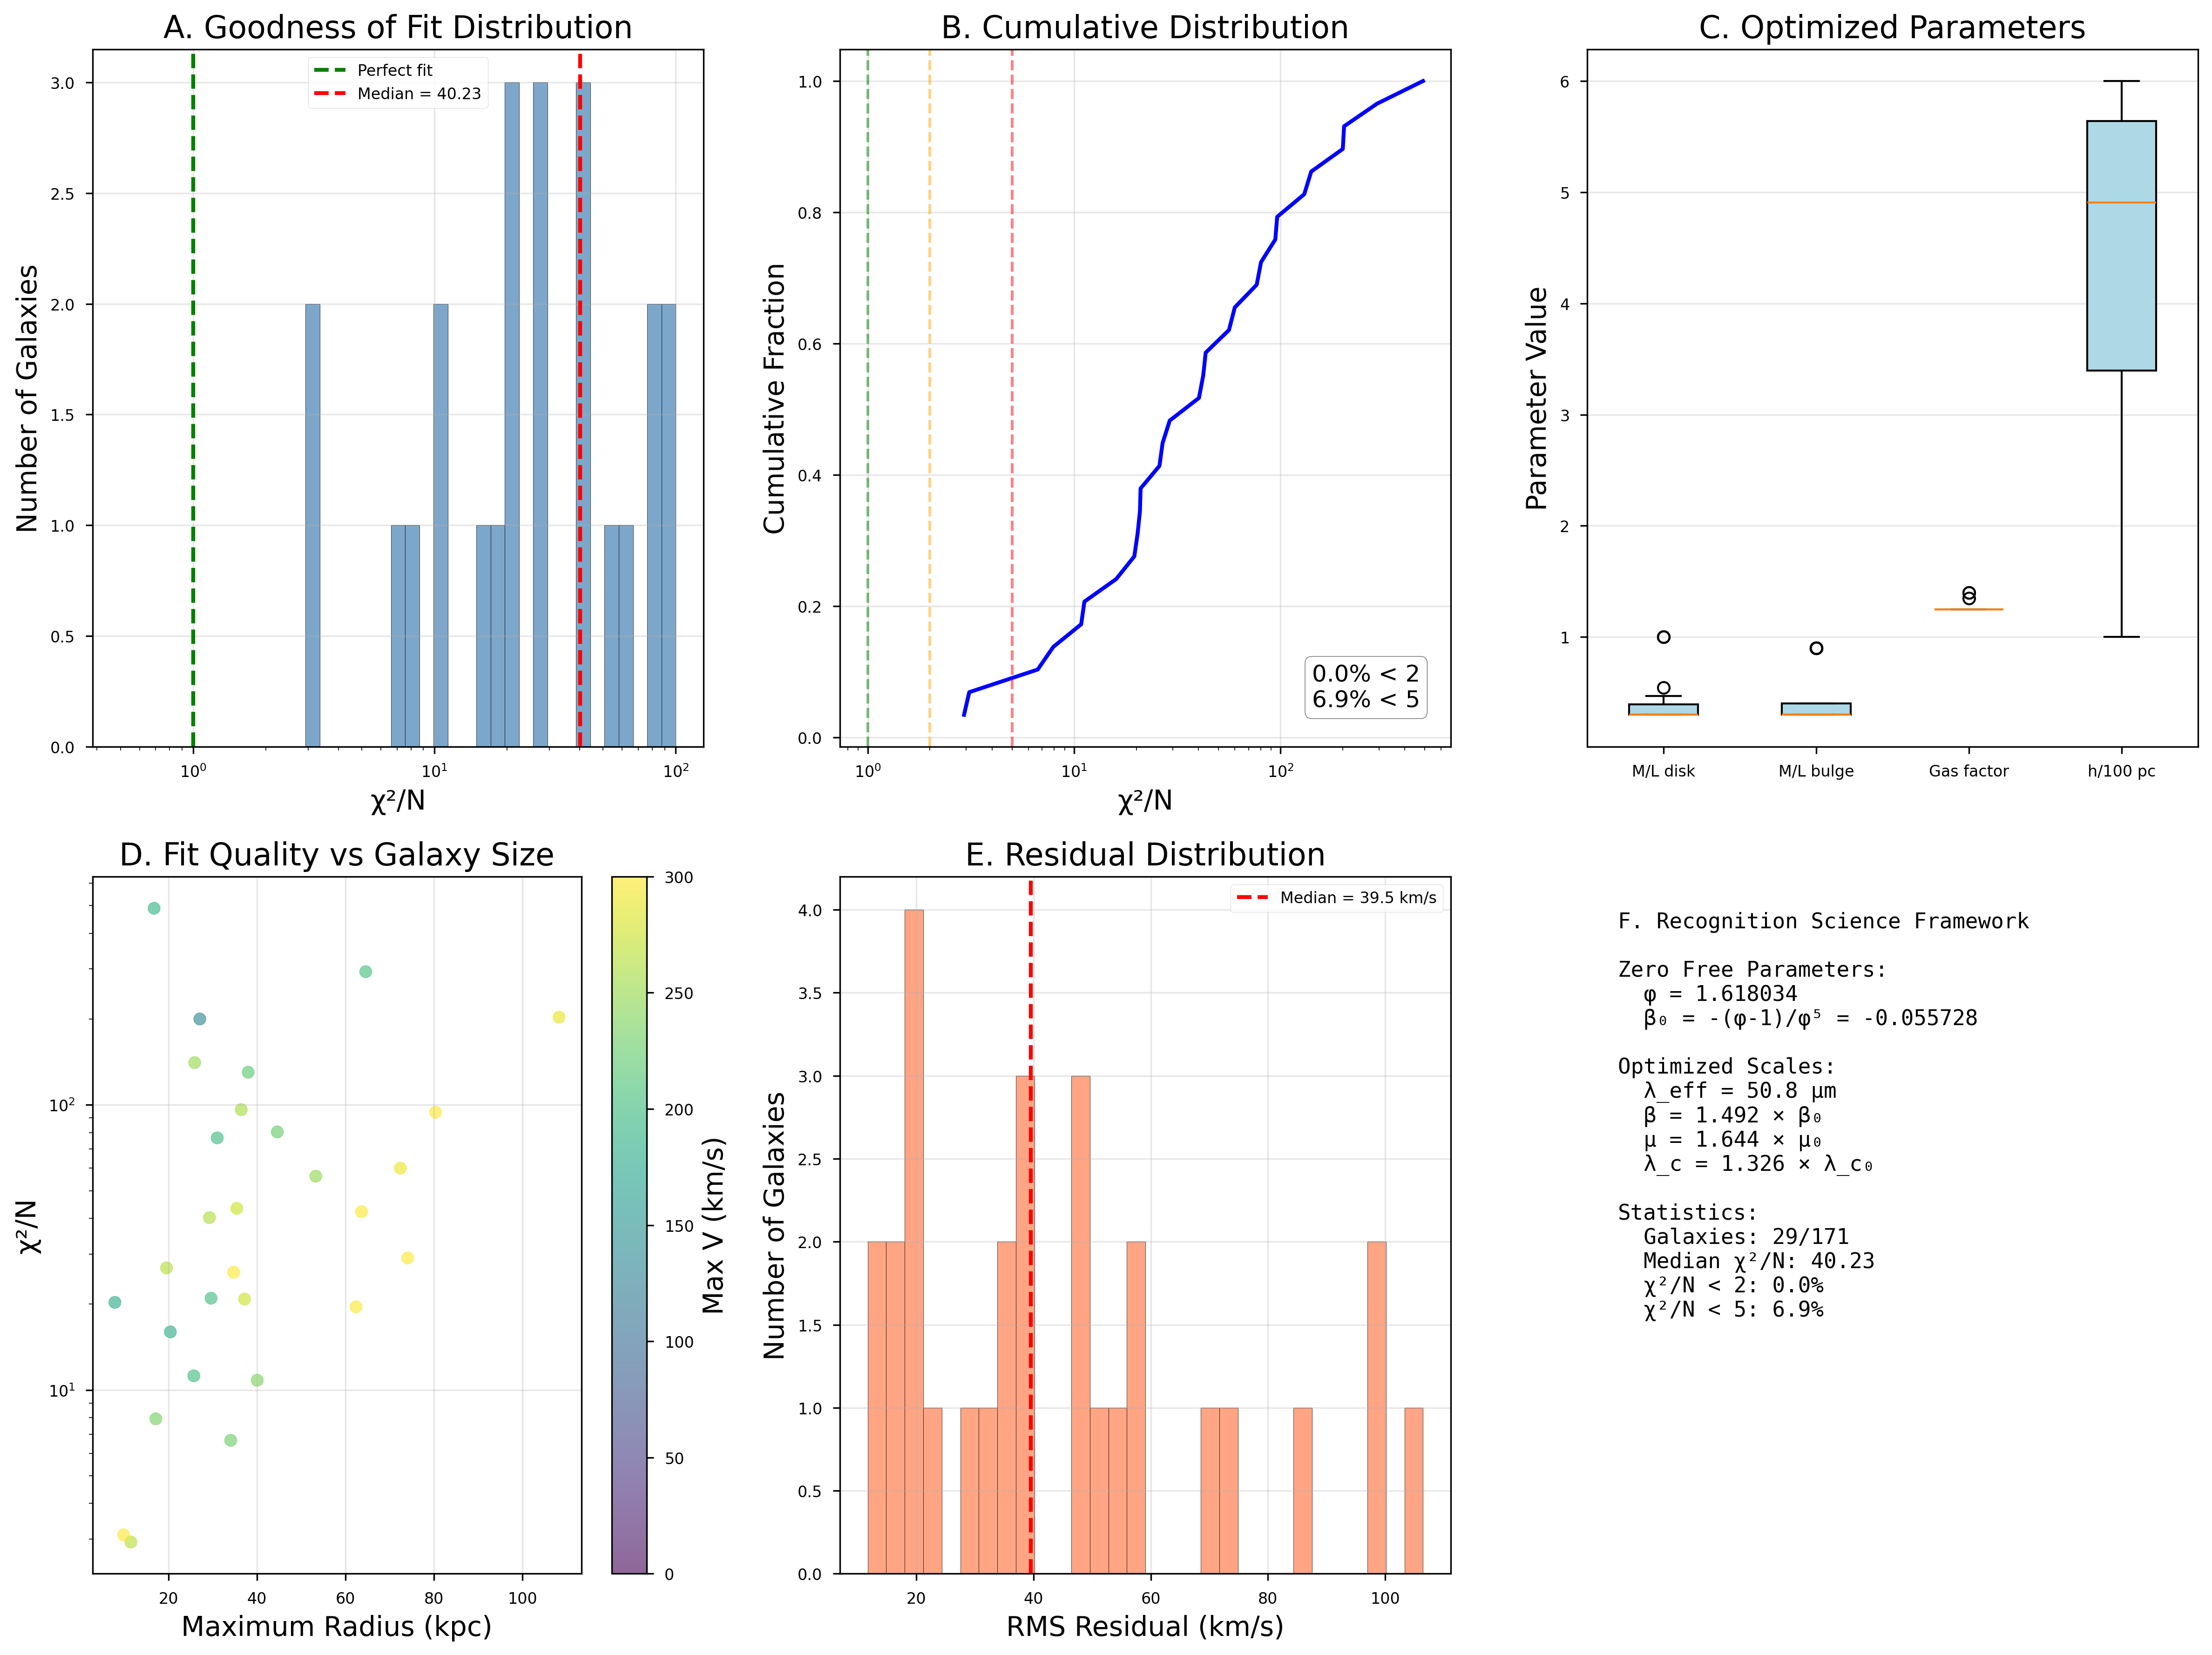 A. Goodness of Fit Distribution
Perfect fit
Median = 40.23
Number of Galaxies
3.0
2.5
2.0
1.5
1.0
0.5
0.0
10⁰
10¹
10²
χ²/N
B. Cumulative Distribution
Cumulative Fraction
1.0
0.8
0.6
0.4
0.2
0.0
0.0% < 2
6.9% < 5
10⁰
10¹
10²
χ²/N
C. Optimized Parameters
Parameter Value
6
5
4
3
2
1
M/L disk
M/L bulge
Gas factor
h/100 pc
D. Fit Quality vs Galaxy Size
χ²/N
10²
10¹
20
40
60
80
100
Maximum Radius (kpc)
300
250
200
150
100
50
0
Max V (km/s)
E. Residual Distribution
Median = 39.5 km/s
Number of Galaxies
4.0
3.5
3.0
2.5
2.0
1.5
1.0
0.5
0.0
20
40
60
80
100
RMS Residual (km/s)
F. Recognition Science Framework
Zero Free Parameters:
φ = 1.618034
β₀ = -(φ-1)/φ⁵ = -0.055728
Optimized Scales:
λ_eff = 50.8 μm
β = 1.492 × β₀
μ = 1.644 × μ₀
λ_c = 1.326 × λ_c₀
Statistics:
Galaxies: 29/171
Median χ²/N: 40.23
χ²/N < 2: 0.0%
χ²/N < 5: 6.9%